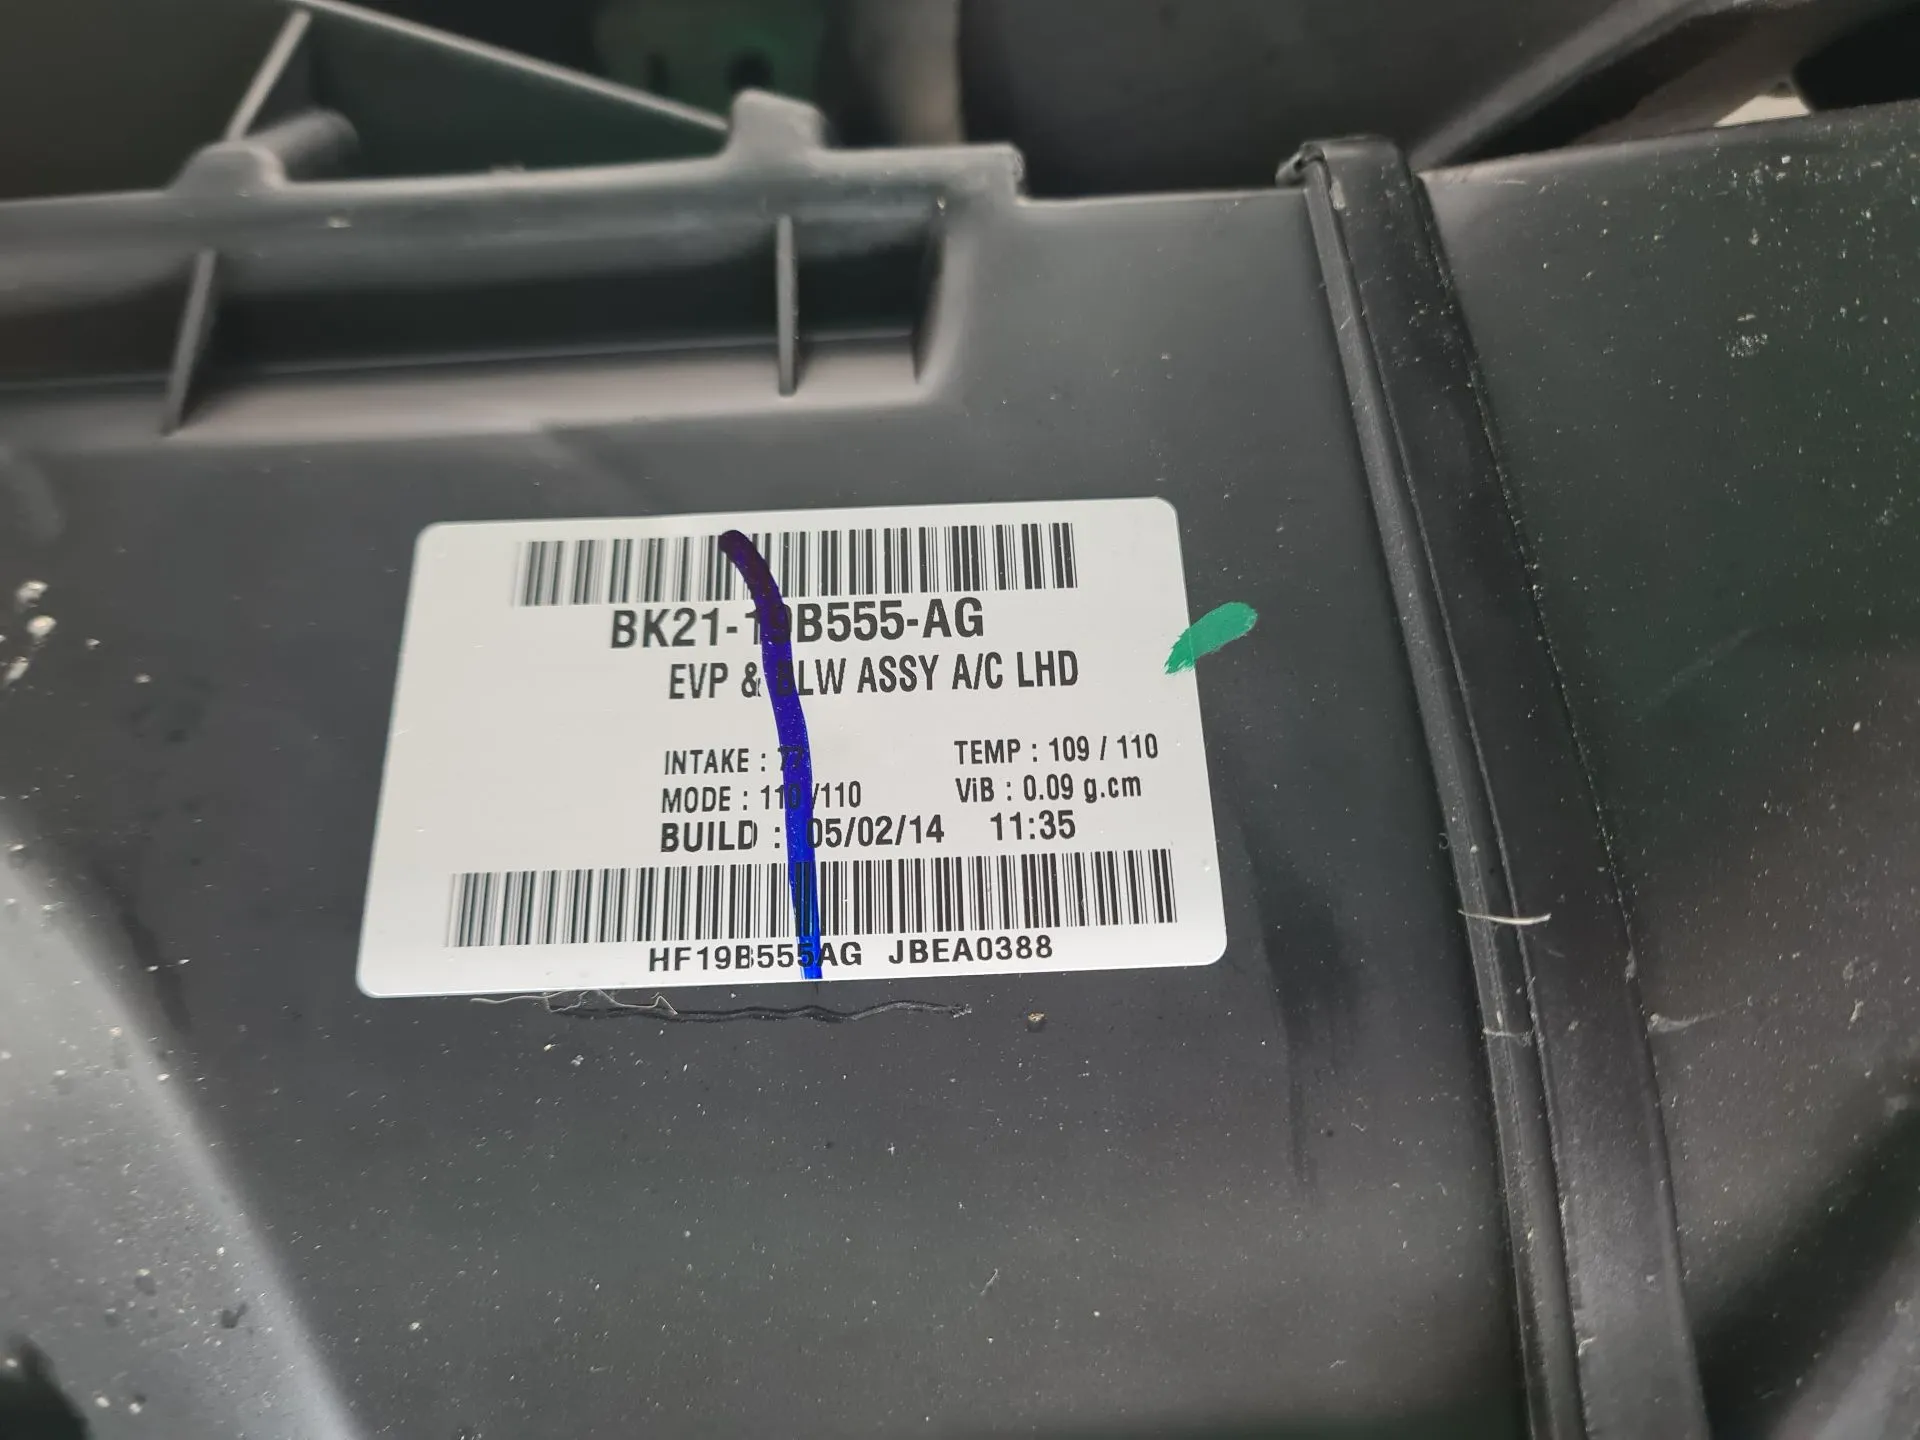 BK21-19B555-AG
EVP & BLW ASSY A/C LHD
INTAKE : 77 TEMP : 109 / 110
MODE : 110 /110 ViB : 0.09 g.cm
BUILD : 05/02/14 11:35
HF19B555AG JBEA0388